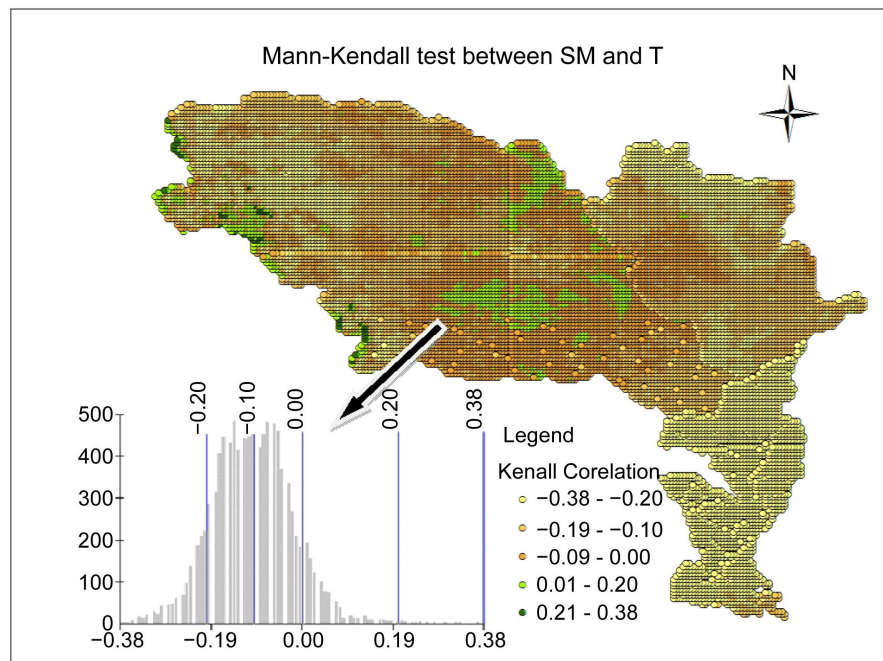 Mann-Kendall test between SM and T
N
−0.20
−0.10
0.00
0.20
0.38
500
400
300
200
100
0
−0.38
−0.19
0.00
0.19
0.38
Legend
Kenall Corelation
−0.38 - −0.20
−0.19 - −0.10
−0.09 - 0.00
0.01 - 0.20
0.21 - 0.38